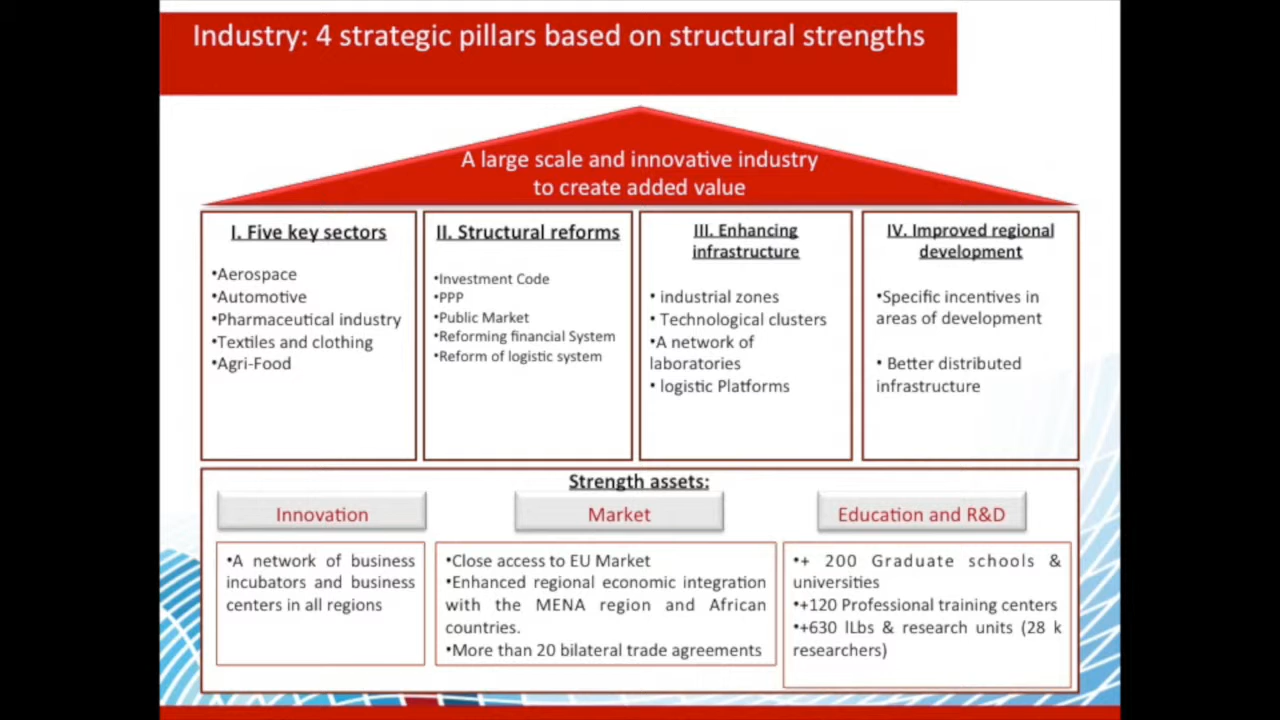 Industry: 4 strategic pillars based on structural strengths
A large scale and innovative industry
to create added value
I. Five key sectors
•Aerospace
•Automotive
•Pharmaceutical industry
•Textiles and clothing
•Agri-Food
II. Structural reforms
•Investment Code
•PPP
•Public Market
•Reforming financial System
•Reform of logistic system
III. Enhancing
infrastructure
• industrial zones
• Technological clusters
•A network of
laboratories
• logistic Platforms
IV. Improved regional
development
•Specific incentives in
areas of development
• Better distributed
infrastructure
Strength assets:
Innovation
•A network of business
incubators and business
centers in all regions
Market
•Close access to EU Market
•Enhanced regional economic integration
with the MENA region and African
countries.
•More than 20 bilateral trade agreements
Education and R&D
•+ 200 Graduate schools &
universities
•+120 Professional training centers
•+630 lLbs & research units (28 k
researchers)